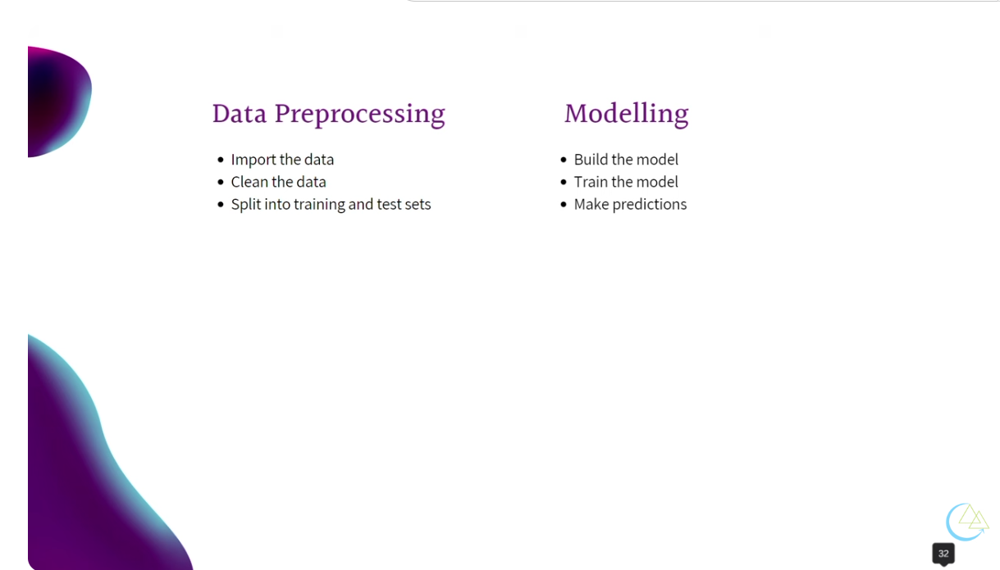 Data Preprocessing
Import the data
Clean the data
Split into training and test sets
Modelling
Build the model
Train the model
Make predictions
32